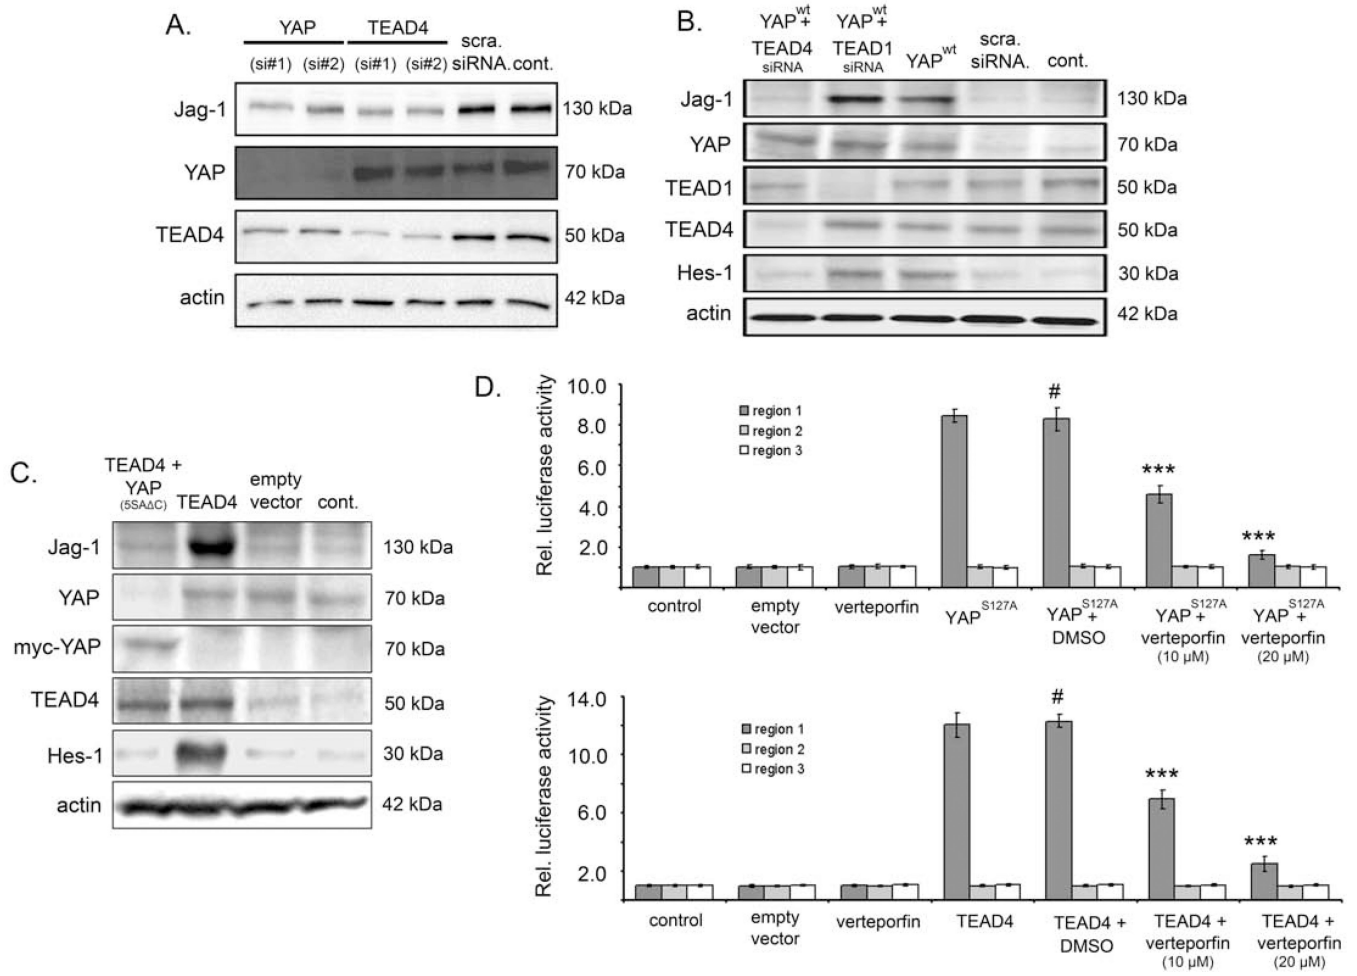 A.
YAP TEAD4
(si#1) (si#2) (si#1) (si#2) scra. siRNA. cont.
Jag-1 130 kDa
YAP 70 kDa
TEAD4 50 kDa
actin 42 kDa
B.
YAPwt + TEAD4 siRNA
YAPwt + TEAD1 siRNA
YAPwt
scra. siRNA.
cont.
Jag-1 130 kDa
YAP 70 kDa
TEAD1 50 kDa
TEAD4 50 kDa
Hes-1 30 kDa
actin 42 kDa
C.
TEAD4 + YAP (5SAΔC)
TEAD4
empty vector
cont.
Jag-1 130 kDa
YAP 70 kDa
myc-YAP 70 kDa
TEAD4 50 kDa
Hes-1 30 kDa
actin 42 kDa
D.
Rel. luciferase activity
10.0
8.0
6.0
4.0
2.0
region 1
region 2
region 3
#
***
***
control
empty vector
verteporfin
YAPS127A
YAPS127A + DMSO
YAPS127A + verteporfin (10 µM)
YAPS127A + verteporfin (20 µM)
Rel. luciferase activity
14.0
10.0
6.0
2.0
region 1
region 2
region 3
#
***
***
control
empty vector
verteporfin
TEAD4
TEAD4 + DMSO
TEAD4 + verteporfin (10 µM)
TEAD4 + verteporfin (20 µM)